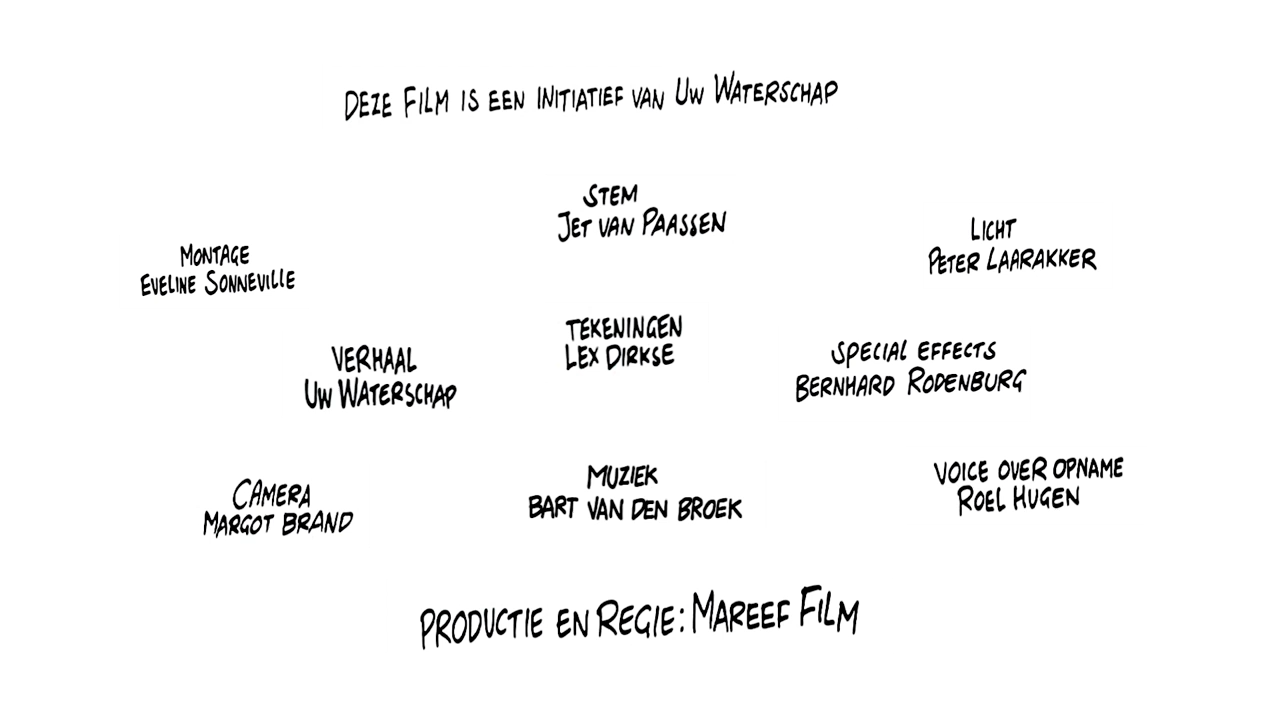 DEZE FILM IS EEN INITIATIEF VAN UW WATERSCHAP
STEM
JET VAN PAASSEN
LICHT
PETER LAARAKKER
MONTAGE
EVELINE SONNEVILLE
TEKENINGEN
LEX DIRKSE
VERHAAL
UW WATERSCHAP
SPECIAL EFFECTS
BERNHARD RODENBURG
CAMERA
MARGOT BRAND
MUZIEK
BART VAN DEN BROEK
VOICE OVER OPNAME
ROEL HUGEN
PRODUCTIE EN REGIE: MAREEF FILM